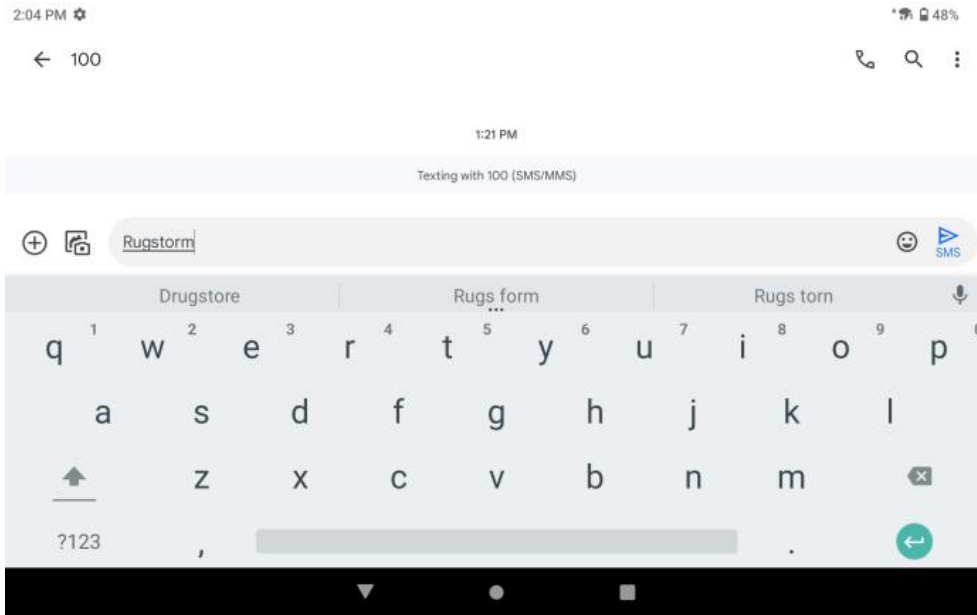 2:04 PM 48%
100
1:21 PM
Texting with 100 (SMS/MMS)
Rugstorm
SMS
Drugstore Rugs form Rugs torn
1 2 3 4 5 6 7 8 9
q w e r t y u i o p
a s d f g h j k l
z x c v b n m
?123 , .